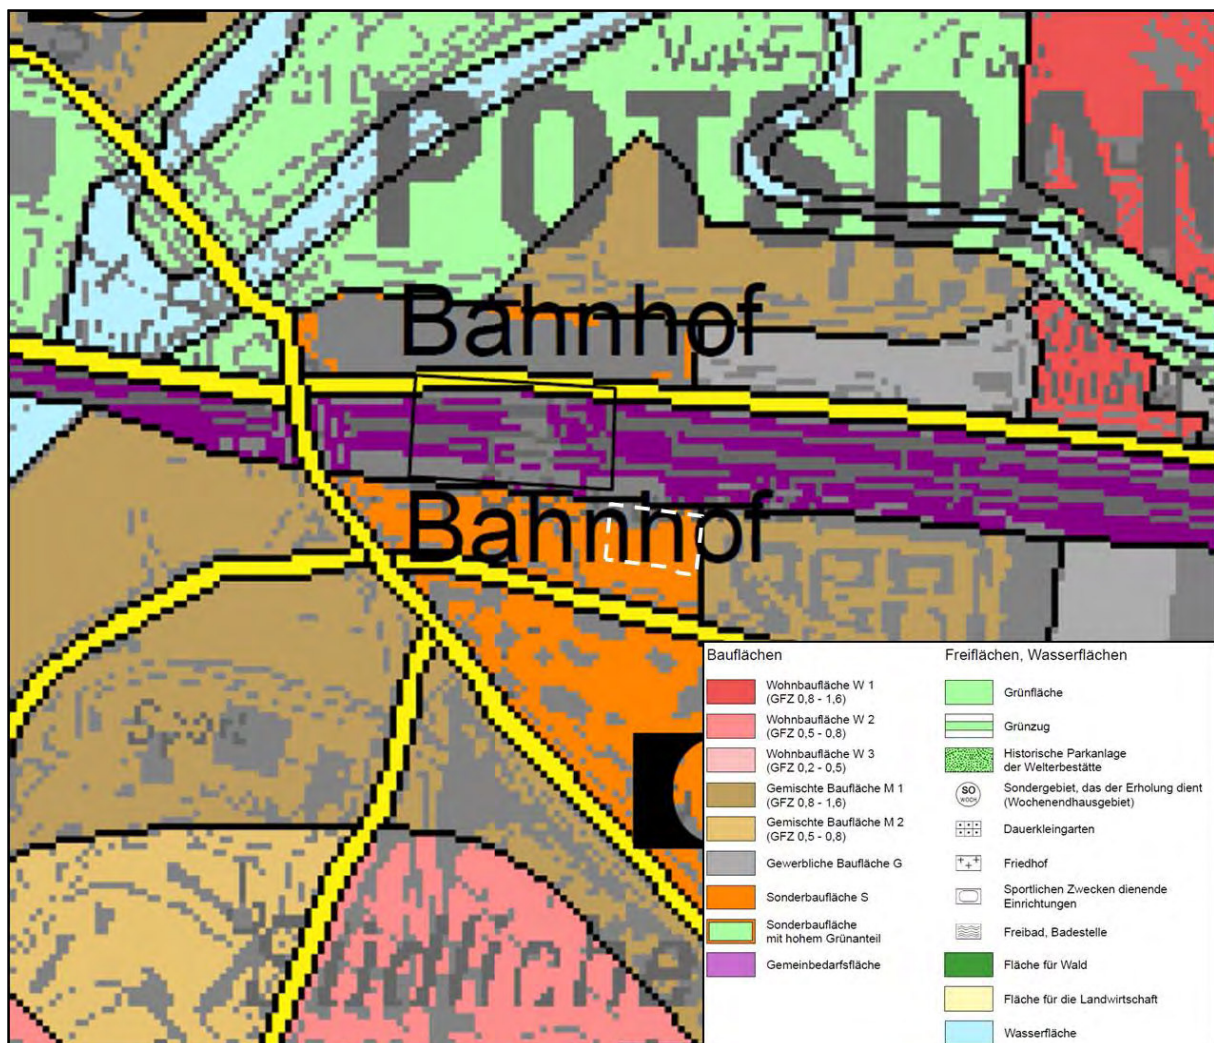 POTSDAM
Bahnhof
Bahnhof
Sport
Bauflächen
Wohnbaufläche W 1
(GFZ 0,8 - 1,6)
Wohnbaufläche W 2
(GFZ 0,5 - 0,8)
Wohnbaufläche W 3
(GFZ 0,2 - 0,5)
Gemischte Baufläche M 1
(GFZ 0,8 - 1,6)
Gemischte Baufläche M 2
(GFZ 0,5 - 0,8)
Gewerbliche Baufläche G
Sonderbaufläche S
Sonderbaufläche
mit hohem Grünanteil
Gemeinbedarfsfläche
Freiflächen, Wasserflächen
Grünfläche
Grünzug
Historische Parkanlage
der Welterbestätte
SO
WOCH
Sondergebiet, das der Erholung dient
(Wochenendhausgebiet)
Dauerkleingarten
Friedhof
Sportlichen Zwecken dienende
Einrichtungen
Freibad, Badestelle
Fläche für Wald
Fläche für die Landwirtschaft
Wasserfläche